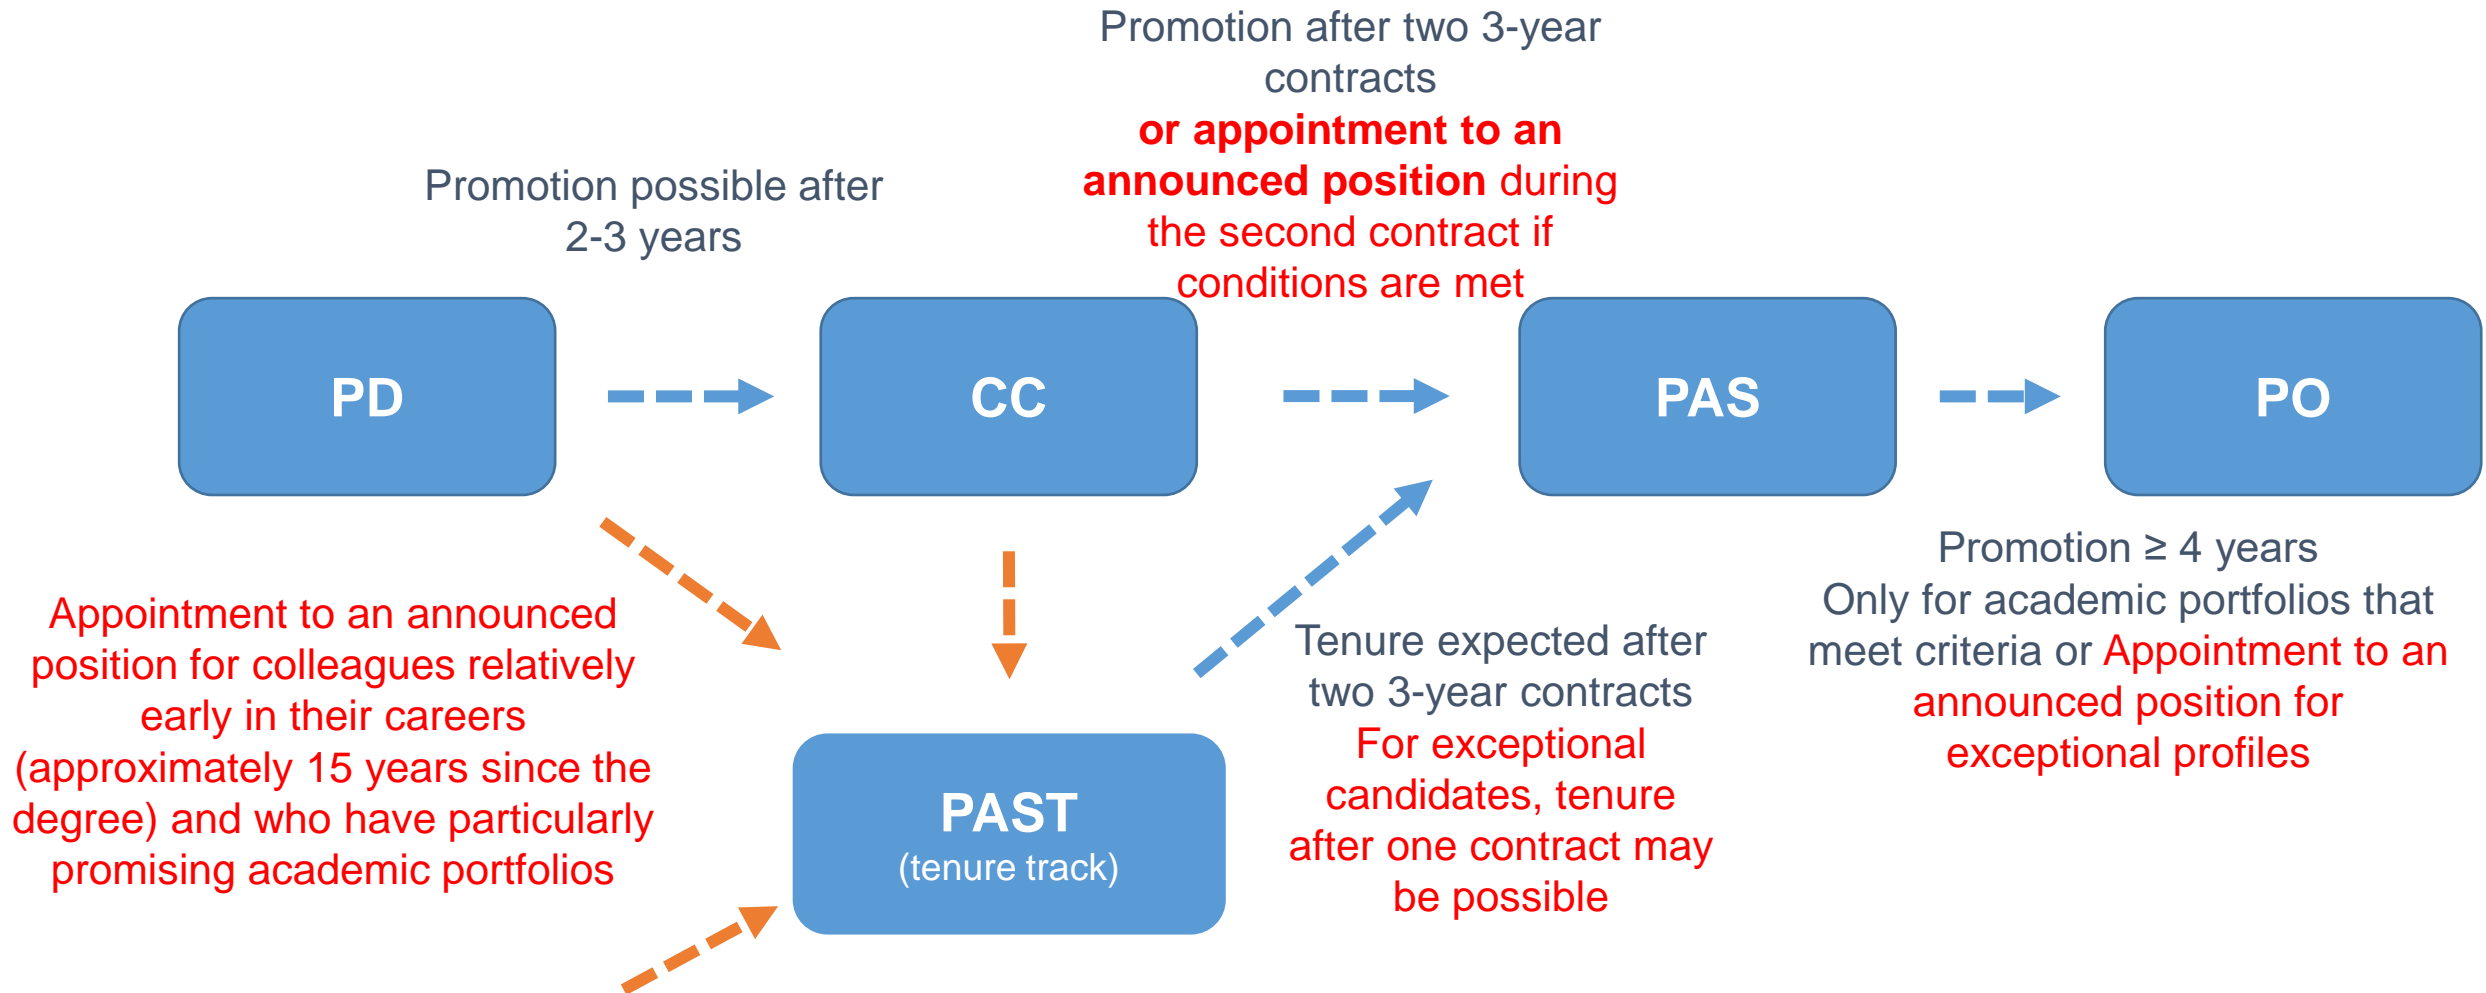 Promotion after two 3-year
contracts
or appointment to an
announced position during
the second contract if
conditions are met
Promotion possible after
2-3 years
PD
CC
PAS
PO
Appointment to an announced
position for colleagues relatively
early in their careers
(approximately 15 years since the
degree) and who have particularly
promising academic portfolios
PAST
(tenure track)
Tenure expected after
two 3-year contracts
For exceptional
candidates, tenure
after one contract may
be possible
Promotion ≥ 4 years
Only for academic portfolios that
meet criteria or Appointment to an
announced position for
exceptional profiles